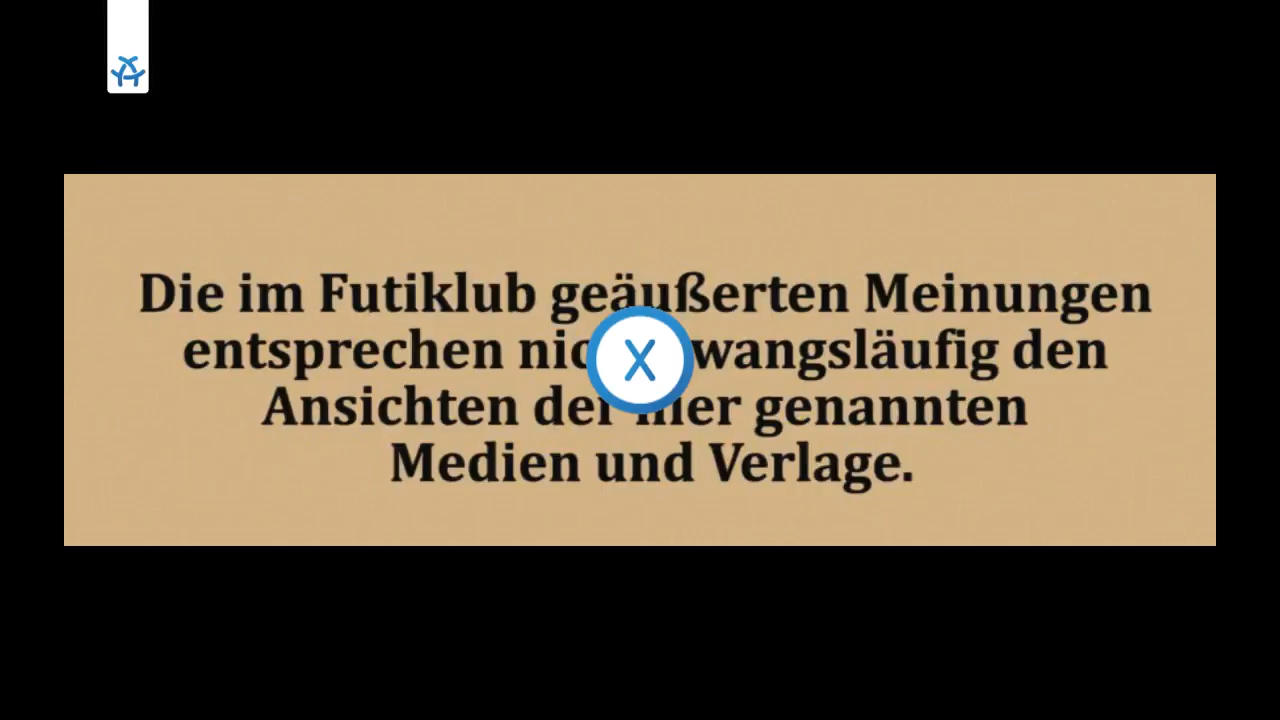 Die im Futiklub geäußerten Meinungen
entsprechen den
Ansichten genannten
Medien und Verlage.
X